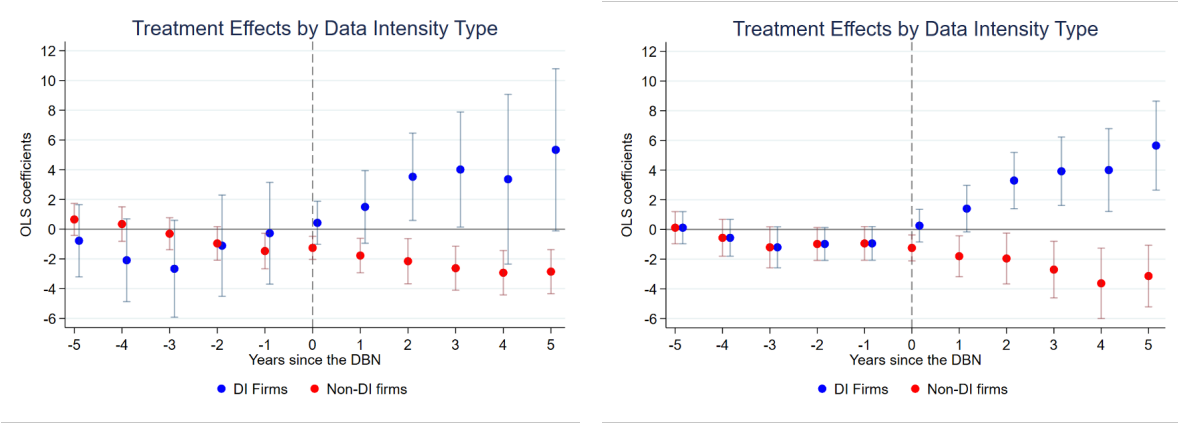 Treatment Effects by Data Intensity Type
12
10
8
6
4
2
0
-2
-4
-6
OLS coefficients
-5 -4 -3 -2 -1 0 1 2 3 4 5
Years since the DBN
DI Firms Non-DI firms
Treatment Effects by Data Intensity Type
12
10
8
6
4
2
0
-2
-4
-6
OLS coefficients
-5 -4 -3 -2 -1 0 1 2 3 4 5
Years since the DBN
DI Firms Non-DI firms